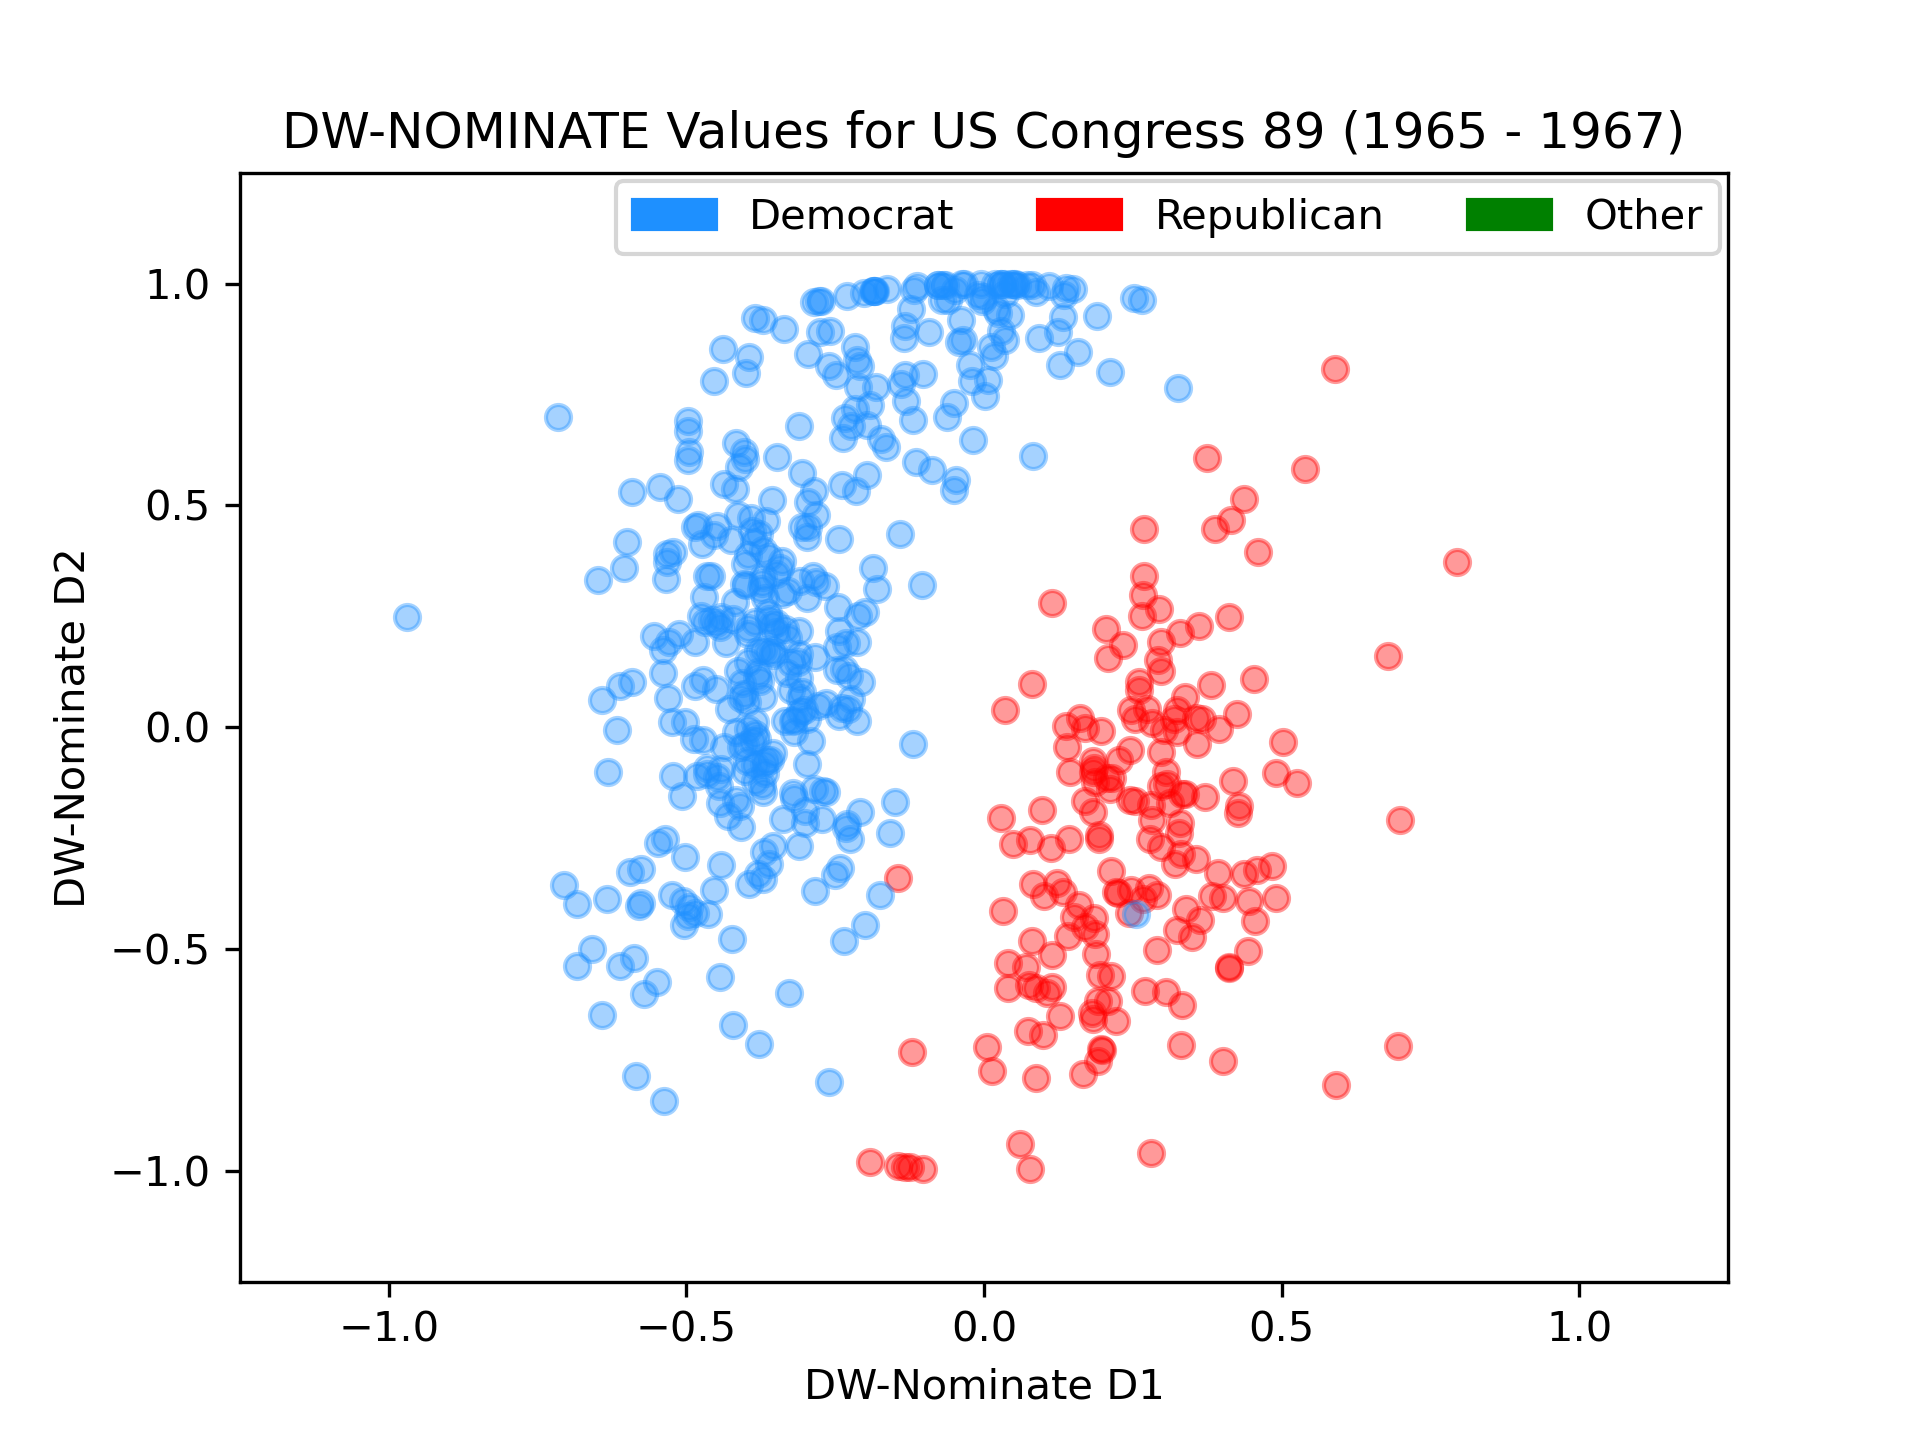 DW-NOMINATE Values for US Congress 89 (1965 - 1967)
Democrat Republican Other
1.0
0.5
0.0
−0.5
−1.0
DW-Nominate D2
−1.0 −0.5 0.0 0.5 1.0
DW-Nominate D1